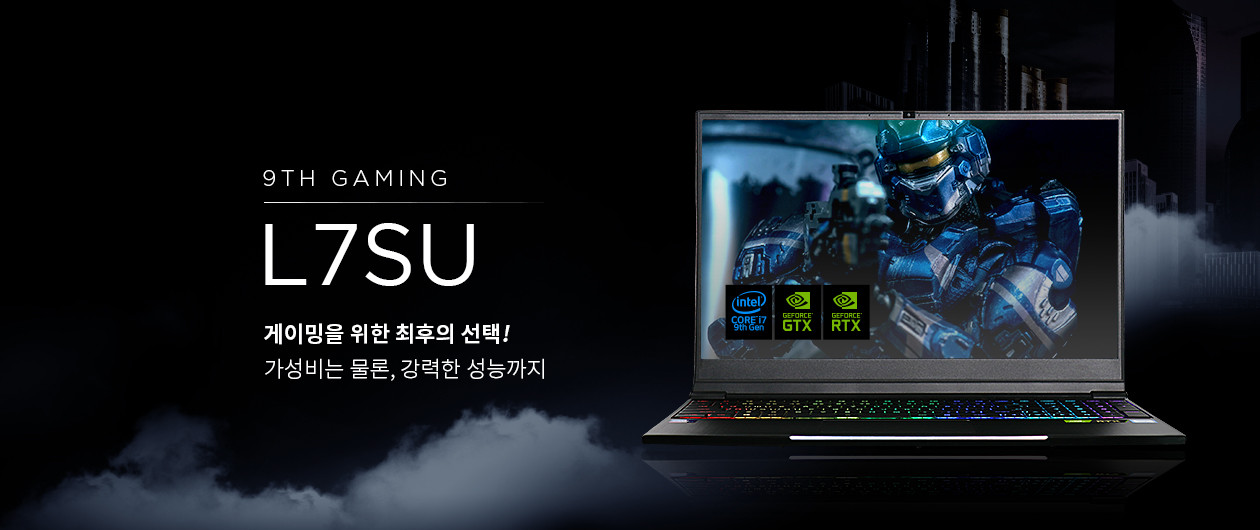 9TH GAMING
L7SU
게이밍을 위한 최후의 선택!
가성비는 물론, 강력한 성능까지
intel
CORE i7
9th Gen
GEFORCE
GTX
GEFORCE
RTX